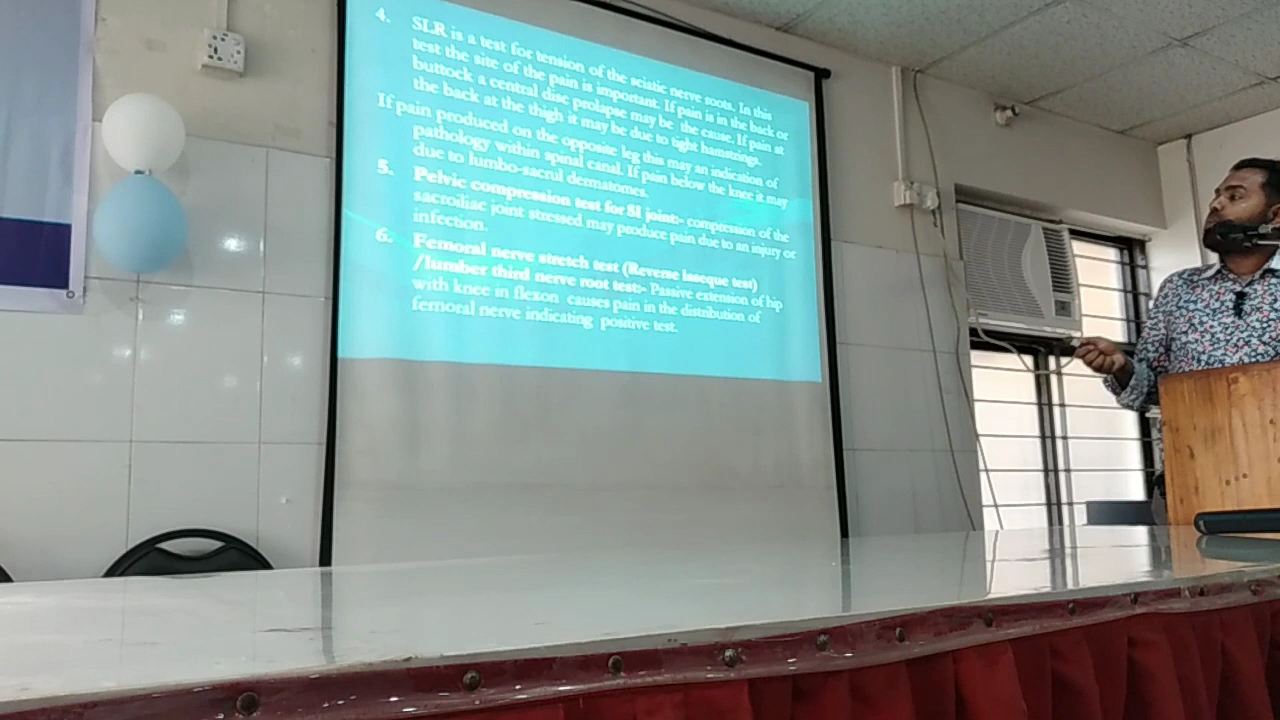 4. SLR is a test for tension of the sciatic nerve roots. In this
test the site of the pain is important. If pain is in the back or
buttock a central disc prolapse may be the cause. If pain at
the back at the thigh it may be due to tight hamstrings.
If pain produced on the opposite leg this may an indication of
pathology within spinal canal. If pain below the knee it may
due to lumbo-sacrul dermatomes.
5. Pelvic compression test for SI joint:- compression of the
sacroiliac joint stressed may produce pain due to an injury or
infection.
6. Femoral nerve stretch test (Reverse laseque test)
/lumber third nerve root test:- Passive extension of hip
with knee in flexon causes pain in the distribution of
femoral nerve indicating positive test.